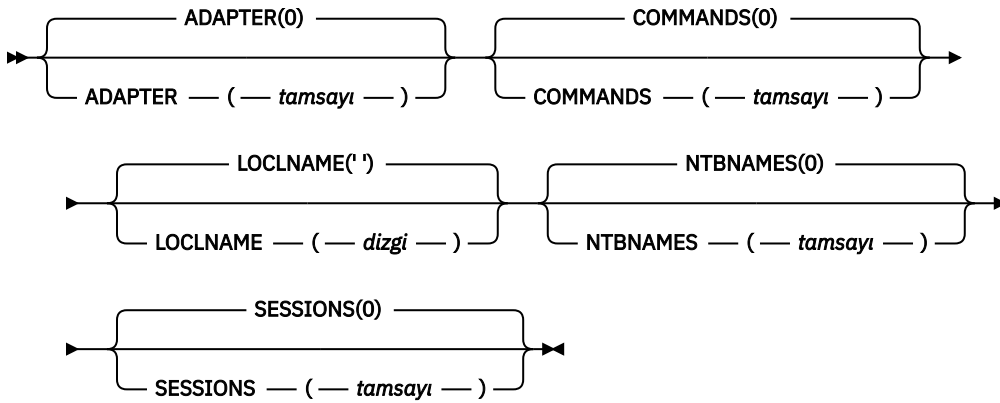 ADAPTER(0) COMMANDS(0)
ADAPTER ( tamsayı ) COMMANDS ( tamsayı )
LOCLNAME(' ') NTBNAMES(0)
LOCLNAME ( dizgi ) NTBNAMES ( tamsayı )
SESSIONS(0)
SESSIONS ( tamsayı )